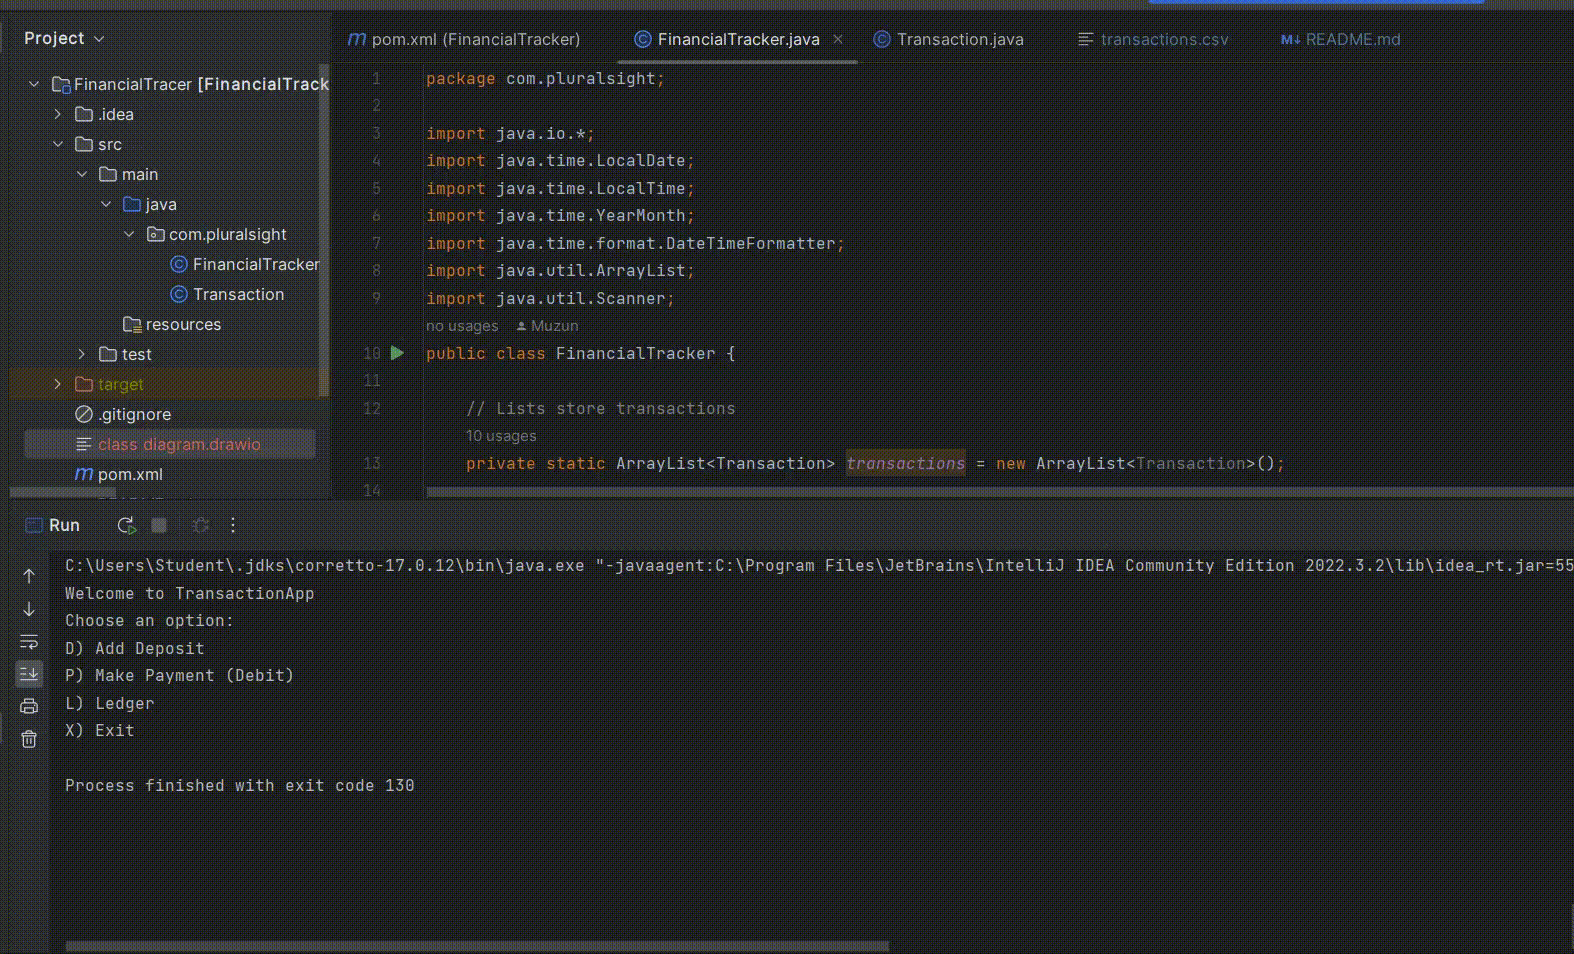 Project
FinancialTracer [FinancialTrack
.idea
src
main
java
com.pluralsight
FinancialTracker
Transaction
resources
test
target
.gitignore
class diagram.drawio
pom.xml
pom.xml (FinancialTracker)
FinancialTracker.java
Transaction.java
transactions.csv
README.md
1 package com.pluralsight;
2
3 import java.io.*;
4 import java.time.LocalDate;
5 import java.time.LocalTime;
6 import java.time.YearMonth;
7 import java.time.format.DateTimeFormatter;
8 import java.util.ArrayList;
9 import java.util.Scanner;
no usages Muzun
10 public class FinancialTracker {
11
12 // Lists store transactions
10 usages
13 private static ArrayList<Transaction> transactions = new ArrayList<Transaction>();
14
Run
C:\Users\Student\.jdks\corretto-17.0.12\bin\java.exe "-javaagent:C:\Program Files\JetBrains\IntelliJ IDEA Community Edition 2022.3.2\lib\idea_rt.jar=55
Welcome to TransactionApp
Choose an option:
D) Add Deposit
P) Make Payment (Debit)
L) Ledger
X) Exit
Process finished with exit code 130